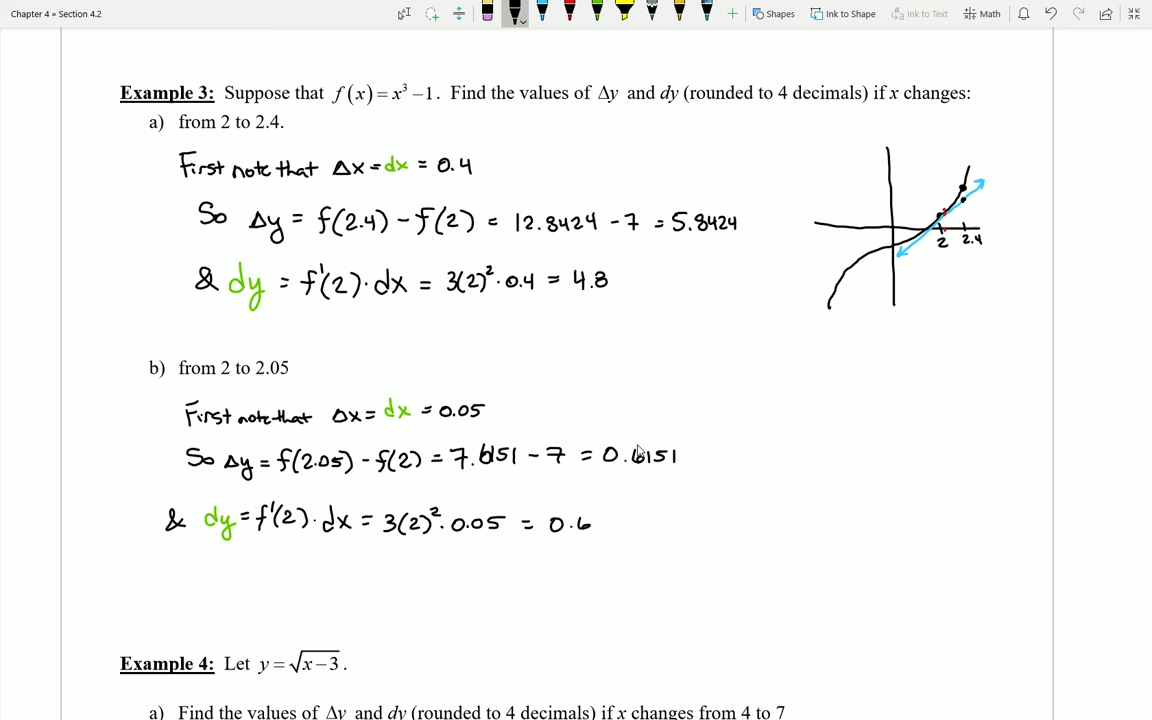 Chapter 4 » Section 4.2
Shapes Ink to Shape Ink to Text Math
Example 3: Suppose that f(x) = x³ – 1. Find the values of Δy and dy (rounded to 4 decimals) if x changes:
a) from 2 to 2.4.
First note that Δx = dx = 0.4
So Δy = f(2.4) – f(2) = 12.8424 – 7 = 5.8424
& dy = f'(2) · dx = 3(2)² · 0.4 = 4.8
2 2.4
b) from 2 to 2.05
First note that Δx = dx = 0.05
So Δy = f(2.05) – f(2) = 7.6151 – 7 = 0.6151
& dy = f'(2) · dx = 3(2)² · 0.05 = 0.6
Example 4: Let y = √x–3.
a) Find the values of Δy and dy (rounded to 4 decimals) if x changes from 4 to 7